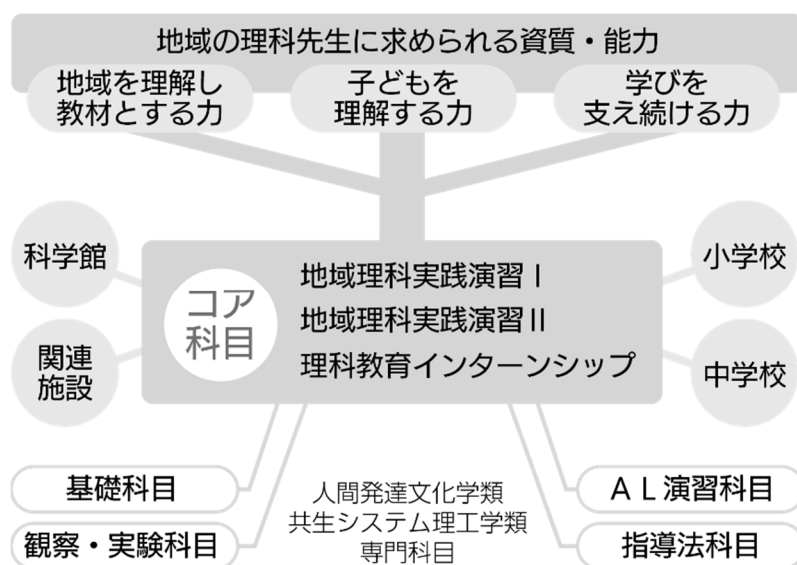 地域の理科先生に求められる資質・能力
地域を理解し
教材とする力
子どもを
理解する力
学びを
支え続ける力
科学館
関連
施設
コア
科目
地域理科実践演習Ⅰ
地域理科実践演習Ⅱ
理科教育インターンシップ
小学校
中学校
基礎科目
観察・実験科目
人間発達文化学類
共生システム理工学類
専門科目
ＡＬ演習科目
指導法科目